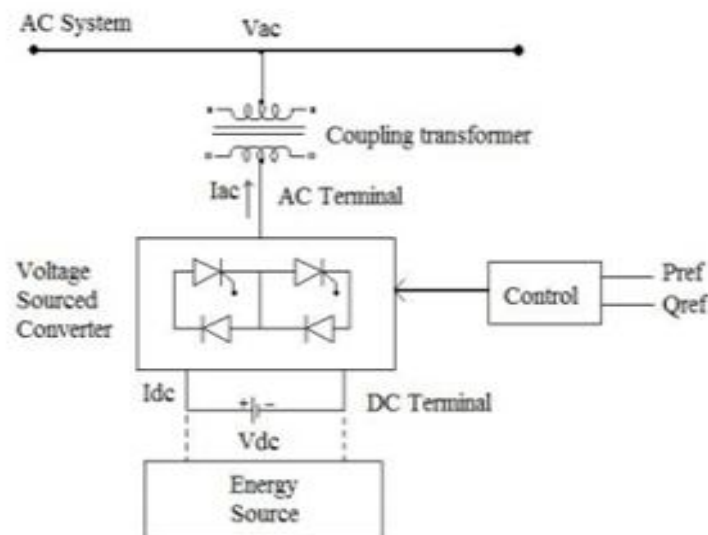 AC System
Vac
Coupling transformer
Iac
AC Terminal
Voltage
Sourced
Converter
Control
Pref
Qref
Idc
+ −
DC Terminal
Vdc
Energy
Source